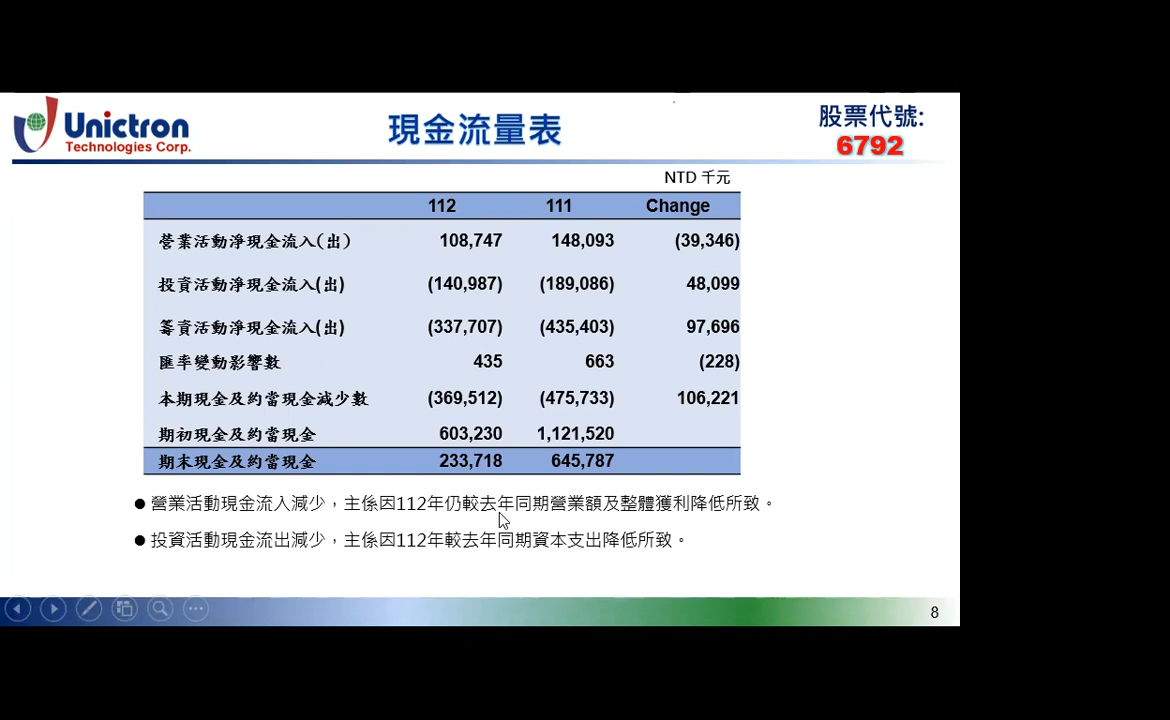 Unictron
Technologies Corp.
現金流量表
股票代號:
6792
NTD 千元
112 111 Change
營業活動淨現金流入(出) 108,747 148,093 (39,346)
投資活動淨現金流入(出) (140,987) (189,086) 48,099
籌資活動淨現金流入(出) (337,707) (435,403) 97,696
匯率變動影響數 435 663 (228)
本期現金及約當現金減少數 (369,512) (475,733) 106,221
期初現金及約當現金 603,230 1,121,520
期末現金及約當現金 233,718 645,787
● 營業活動現金流入減少，主係因112年仍較去年同期營業額及整體獲利降低所致。
● 投資活動現金流出減少，主係因112年較去年同期資本支出降低所致。
8